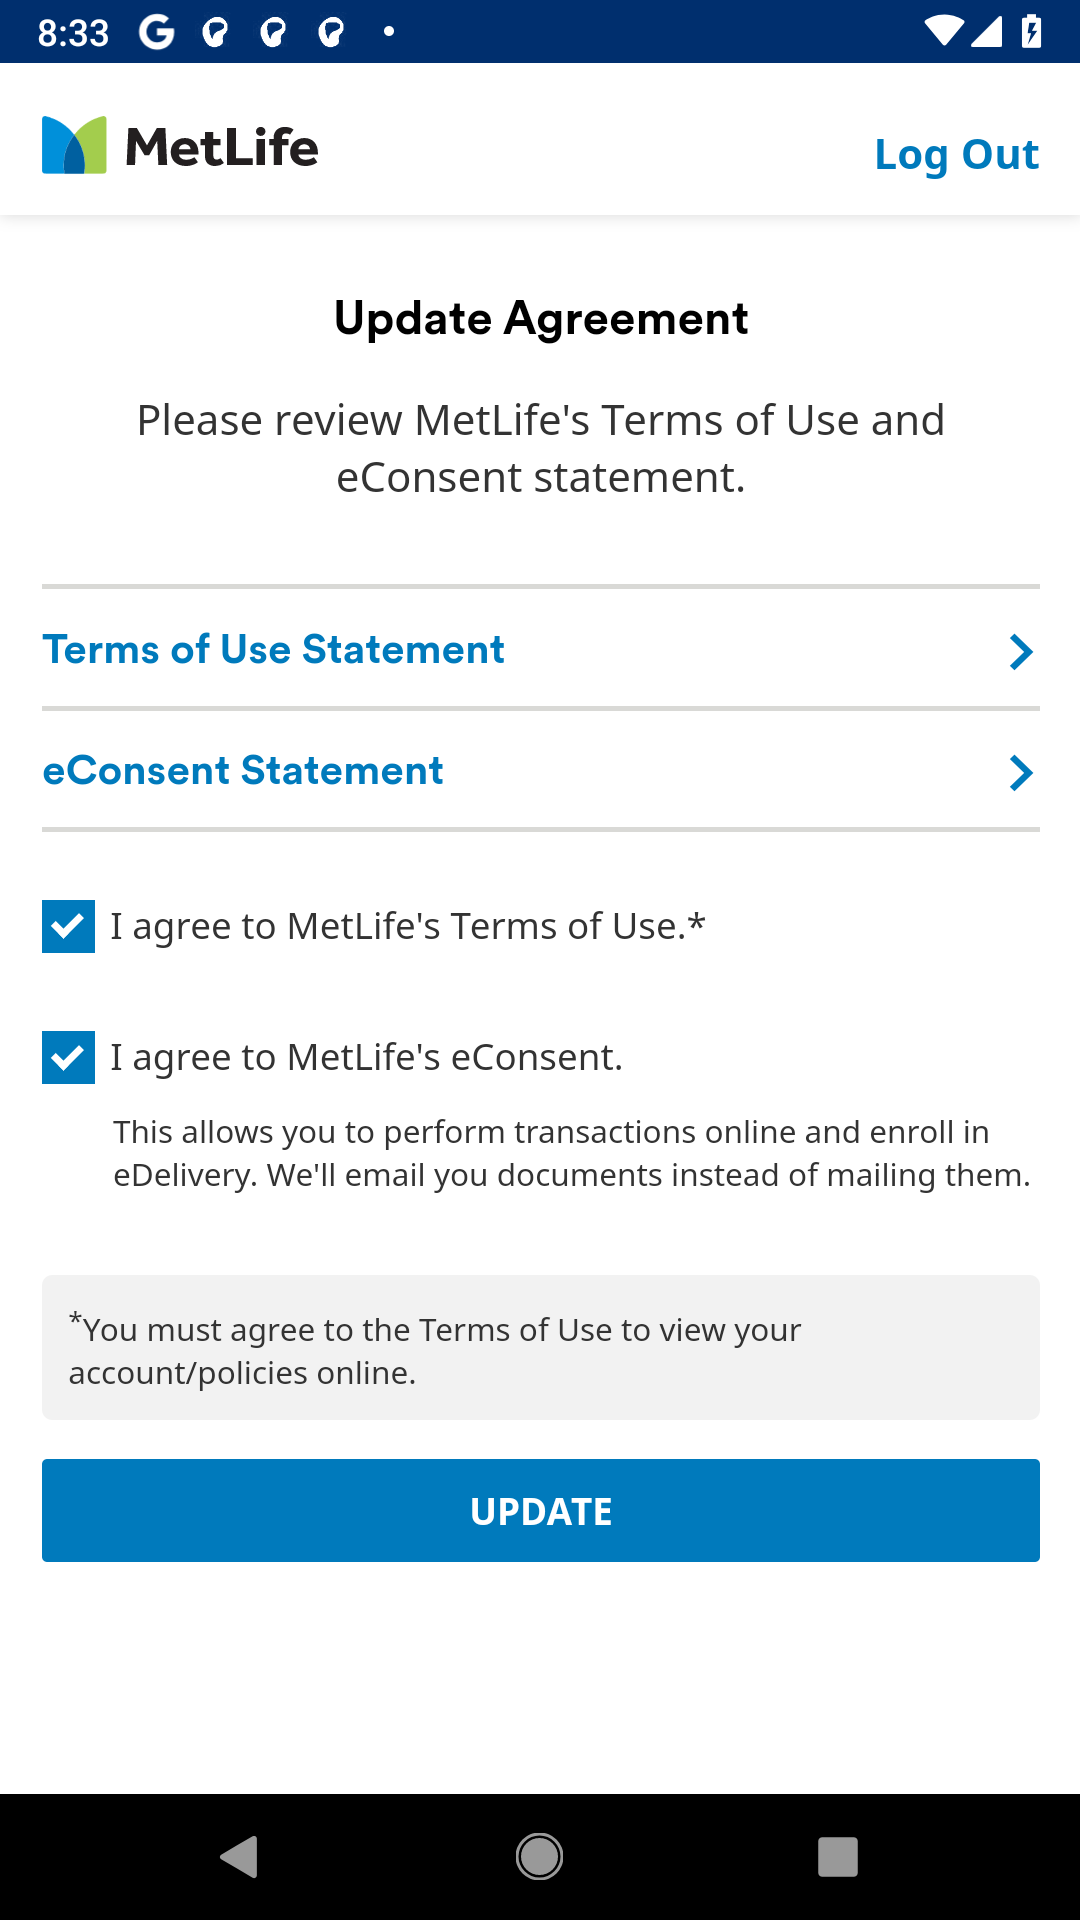 8:33
MetLife
Log Out
Update Agreement
Please review MetLife's Terms of Use and
eConsent statement.
Terms of Use Statement
eConsent Statement
I agree to MetLife's Terms of Use.*
I agree to MetLife's eConsent.
This allows you to perform transactions online and enroll in
eDelivery. We'll email you documents instead of mailing them.
*You must agree to the Terms of Use to view your
account/policies online.
UPDATE